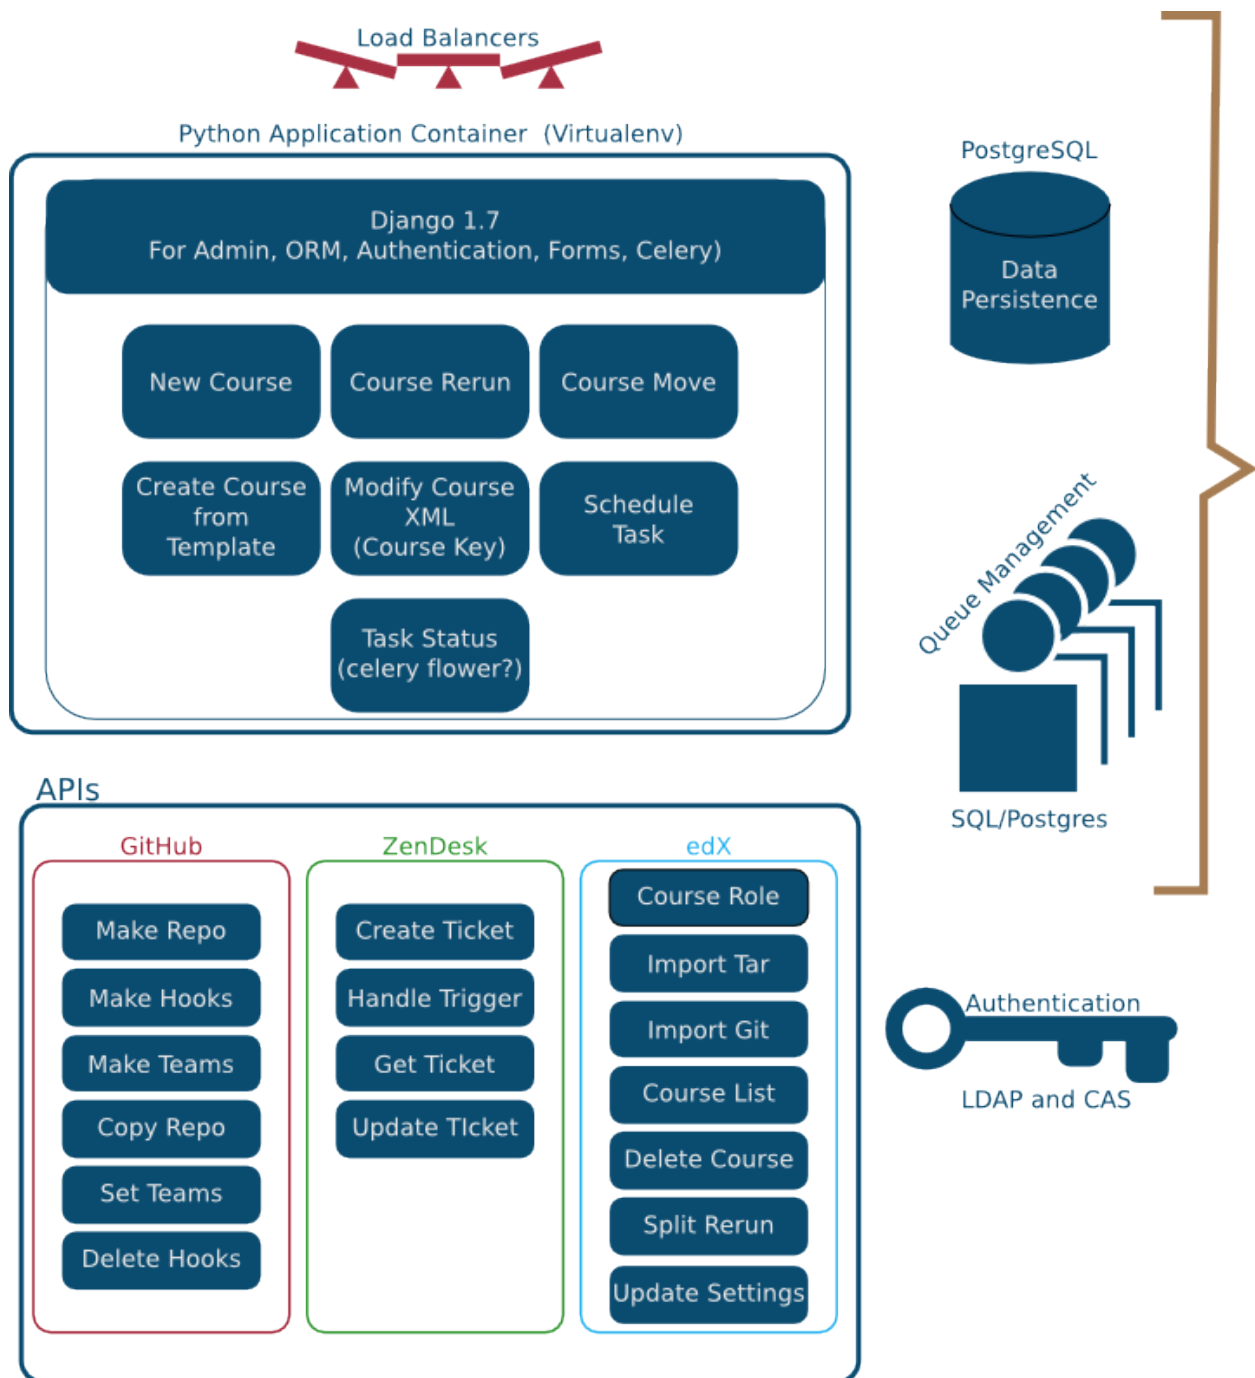 Load Balancers
Python Application Container  (Virtualenv)
Django 1.7
For Admin, ORM, Authentication, Forms, Celery)
New Course
Course Rerun
Course Move
Create Course
from
Template
Modify Course
XML
(Course Key)
Schedule
Task
Task Status
(celery flower?)
PostgreSQL
Data
Persistence
Queue Management
SQL/Postgres
APIs
GitHub
Make Repo
Make Hooks
Make Teams
Copy Repo
Set Teams
Delete Hooks
ZenDesk
Create Ticket
Handle Trigger
Get Ticket
Update TIcket
edX
Course Role
Import Tar
Import Git
Course List
Delete Course
Split Rerun
Update Settings
Authentication
LDAP and CAS